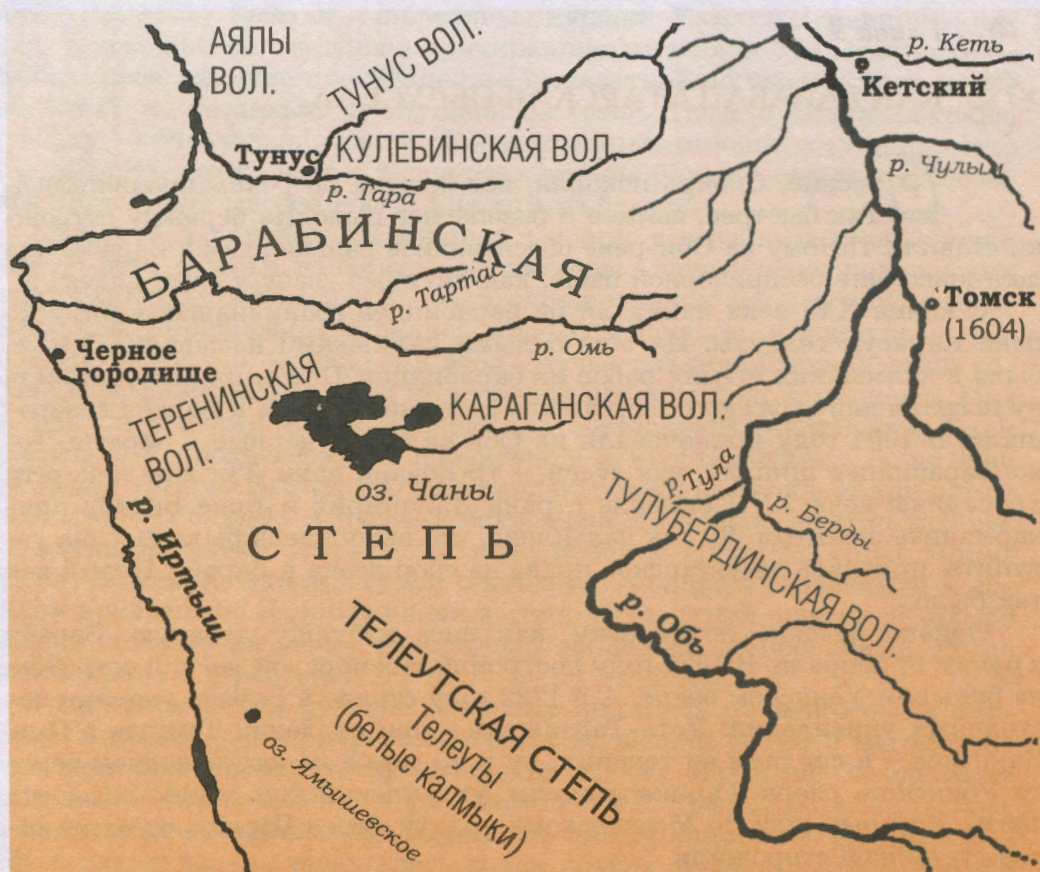 АЯЛЫ
ВОЛ.
ТУНУС ВОЛ.
р. Кеть
Кетский
Тунус
КУЛЕБИНСКАЯ ВОЛ.
р. Чулым
р. Тара
БАРАБИНСКАЯ
р. Тартас
Томск
(1604)
р. Омь
Черное
городище
ТЕРЕНИНСКАЯ
ВОЛ.
КАРАГАНСКАЯ ВОЛ.
оз. Чаны
р. Тула
р. Берды
ТУЛУБЕРДИНСКАЯ ВОЛ.
СТЕПЬ
р. Иртыш
р. Обь
ТЕЛЕУТСКАЯ СТЕПЬ
Телеуты
(белые калмыки)
оз. Ямышевское